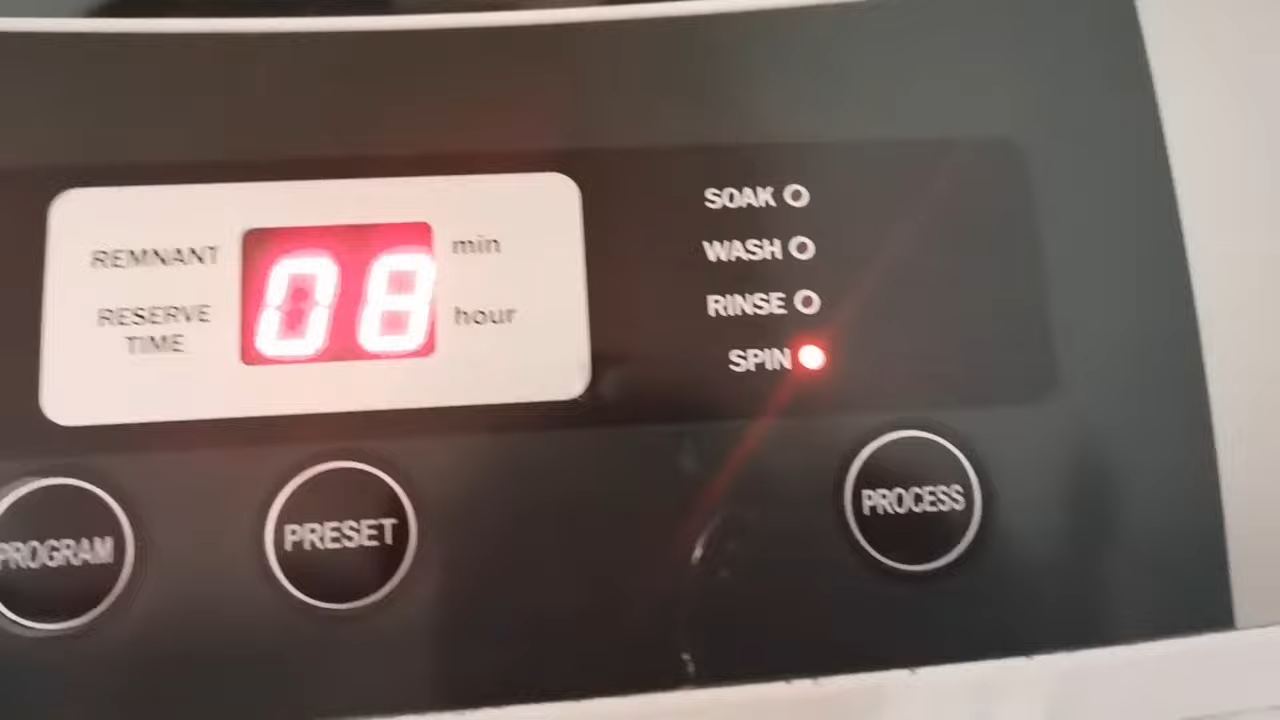 REMNANT
RESERVE
TIME
08
min
hour
SOAK
WASH
RINSE
SPIN
PROGRAM
PRESET
PROCESS